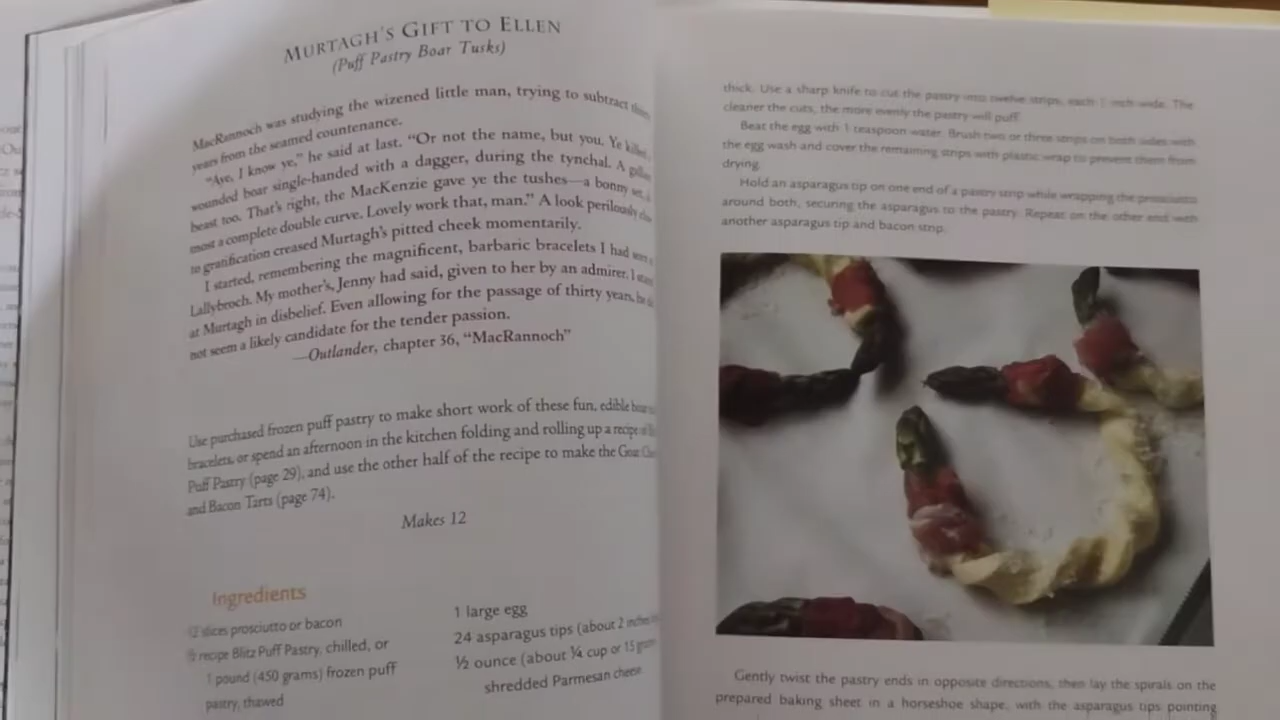 MURTAGH'S GIFT TO ELLEN
(Puff Pastry Boar Tusks)
MacRannoch was studying the wizened little man, trying to subtract
years from the seamed countenance.
"Aye, I know ye," he said at last. "Or not the name, but you. Ye killed
wounded boar single-handed with a dagger, during the tynchal. A
beast too. That's right, the MacKenzie gave ye the tushes—a bonny set,
most a complete double curve. Lovely work that, man." A look perilously
to gratification creased Murtagh's pitted cheek momentarily.
I started, remembering the magnificent, barbaric bracelets I had
Lallybroch. My mother's, Jenny had said, given to her by an admirer. I
at Murtagh in disbelief. Even allowing for the passage of thirty years, he
not seem a likely candidate for the tender passion.
—Outlander, chapter 36, "MacRannoch"
Use purchased frozen puff pastry to make short work of these fun, edible
bracelets, or spend an afternoon in the kitchen folding and rolling up a recipe
Puff Pastry (page 29), and use the other half of the recipe to make the Goat
and Bacon Tarts (page 74).
Makes 12
Ingredients
12 slices prosciutto or bacon
½ recipe Blitz Puff Pastry, chilled, or
1 pound (450 grams) frozen puff
pastry, thawed
1 large egg
24 asparagus tips (about 2 inches
½ ounce (about ¼ cup or 15 grams
shredded Parmesan cheese
thick. Use a sharp knife to cut the pastry into twelve strips, each inch wide. The
cleaner the cuts, the more evenly the pastry will puff.
Beat the egg with 1 teaspoon water. Brush two or three strips on both sides with
the egg wash and cover the remaining strips with plastic wrap to prevent them from
drying.
Hold an asparagus tip on one end of a pastry strip while wrapping the prosciutto
around both, securing the asparagus to the pastry. Repeat on the other end with
another asparagus tip and bacon strip.
Gently twist the pastry ends in opposite directions, then lay the spirals on the
prepared baking sheet in a horseshoe shape, with the asparagus tips pointing